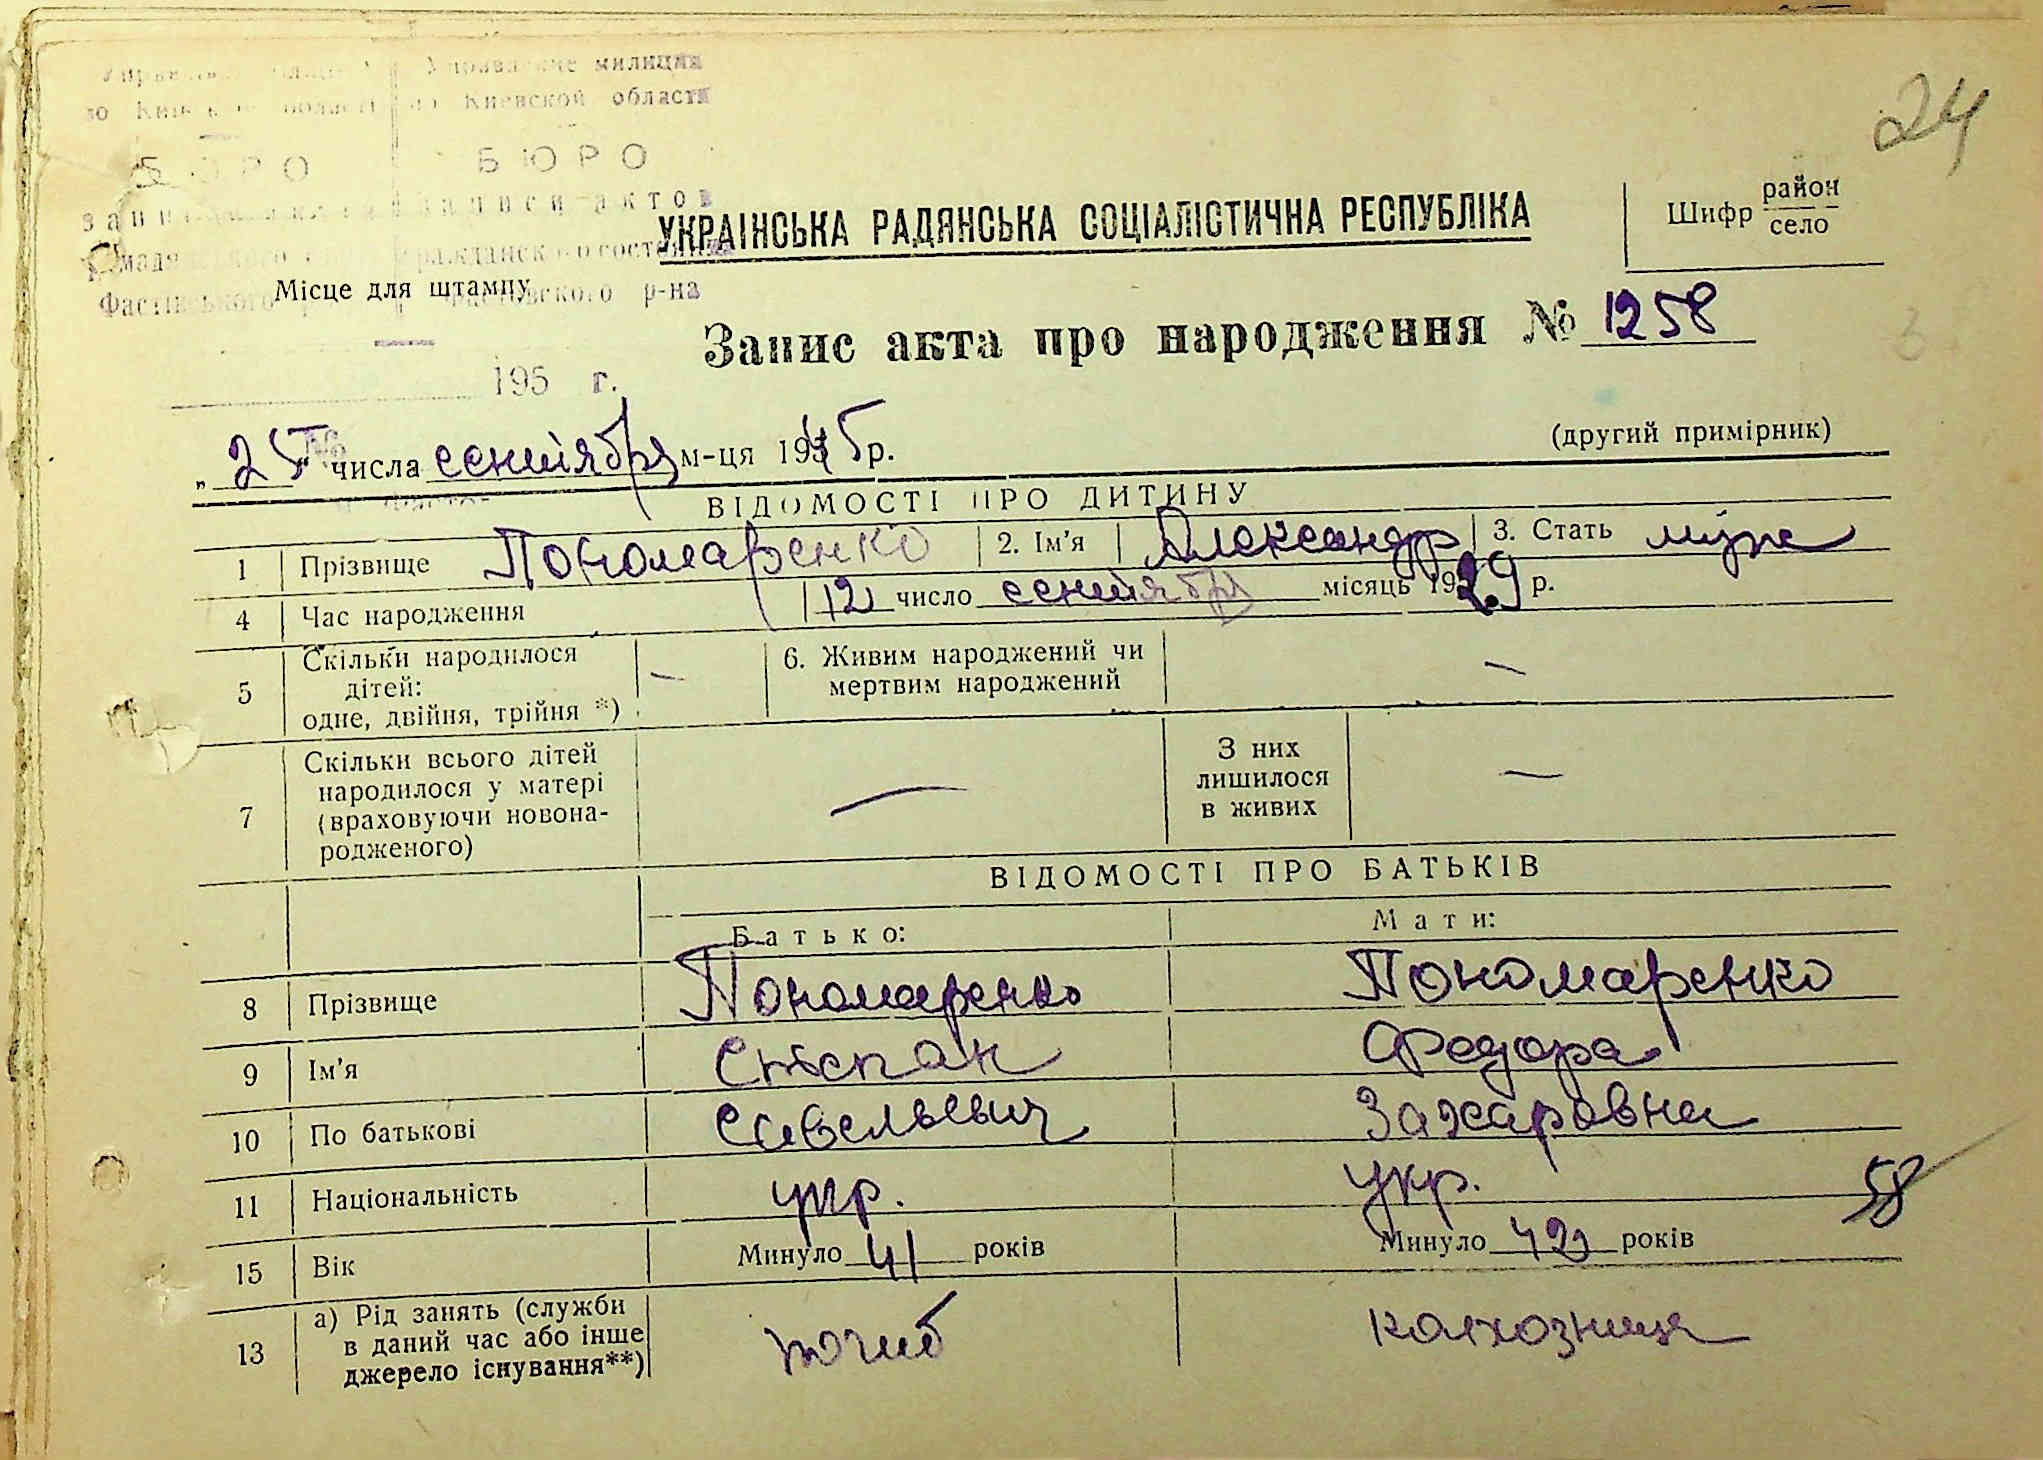 24
Управление милиции
по Киевской области
БЮРО БЮРО
записи актов
гражданского состояния
Фастівського Фастовского р-на
195 г.
УКРАЇНСЬКА РАДЯНСЬКА СОЦІАЛІСТИЧНА РЕСПУБЛІКА
Шифр район
село
Місце для штампу
Запис акта про народження № 1258
„25" числа сентября м-ця 1945 р.
(другий примірник)
ВІДОМОСТІ ПРО ДИТИНУ
1 Прізвище Пономаренко 2. Ім'я Александр 3. Стать муж
4 Час народження 12 число сентября місяць 1929 р.
5 Скільки народилося
дітей:
одне, двійня, трійня *) — 6. Живим народжений чи
мертвим народжений —
7 Скільки всього дітей
народилося у матері
(враховуючи новона-
родженого) — З них
лишилося
в живих —
ВІДОМОСТІ ПРО БАТЬКІВ
Батько: Мати:
8 Прізвище Пономаренко Пономаренко
9 Ім'я Степан Федора
10 По батькові Савельевич Захаровна
11 Національність укр. укр.
58
15 Вік Минуло 41 років Минуло 42 років
13 а) Рід занять (служби
в даний час або інше
джерело існування**) погиб колхозница